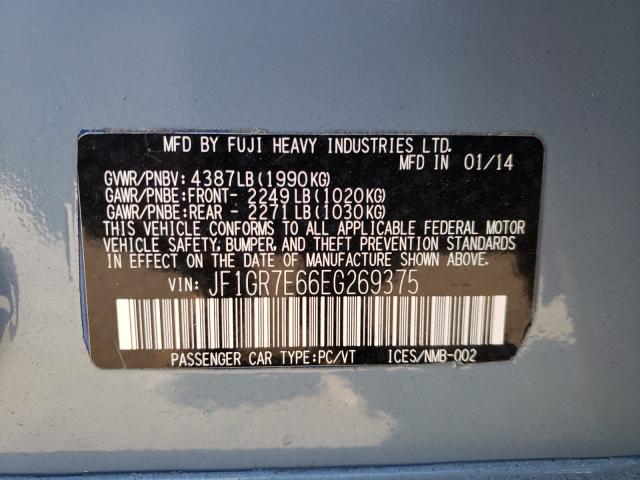 MFD BY FUJI HEAVY INDUSTRIES LTD.
MFD IN 01/14
GVWR/PNBV: 4387LB (1990KG)
GAWR/PNBE:FRONT- 2249LB (1020KG)
GAWR/PNBE:REAR - 2271LB (1030KG)
THIS VEHICLE CONFORMS TO ALL APPLICABLE FEDERAL MOTOR
VEHICLE SAFETY, BUMPER, AND THEFT PREVENTION STANDARDS
IN EFFECT ON THE DATE OF MANUFACTURE SHOWN ABOVE.
VIN: JF1GR7E66EG269375
PASSENGER CAR TYPE:PC/VT ICES/NMB-002